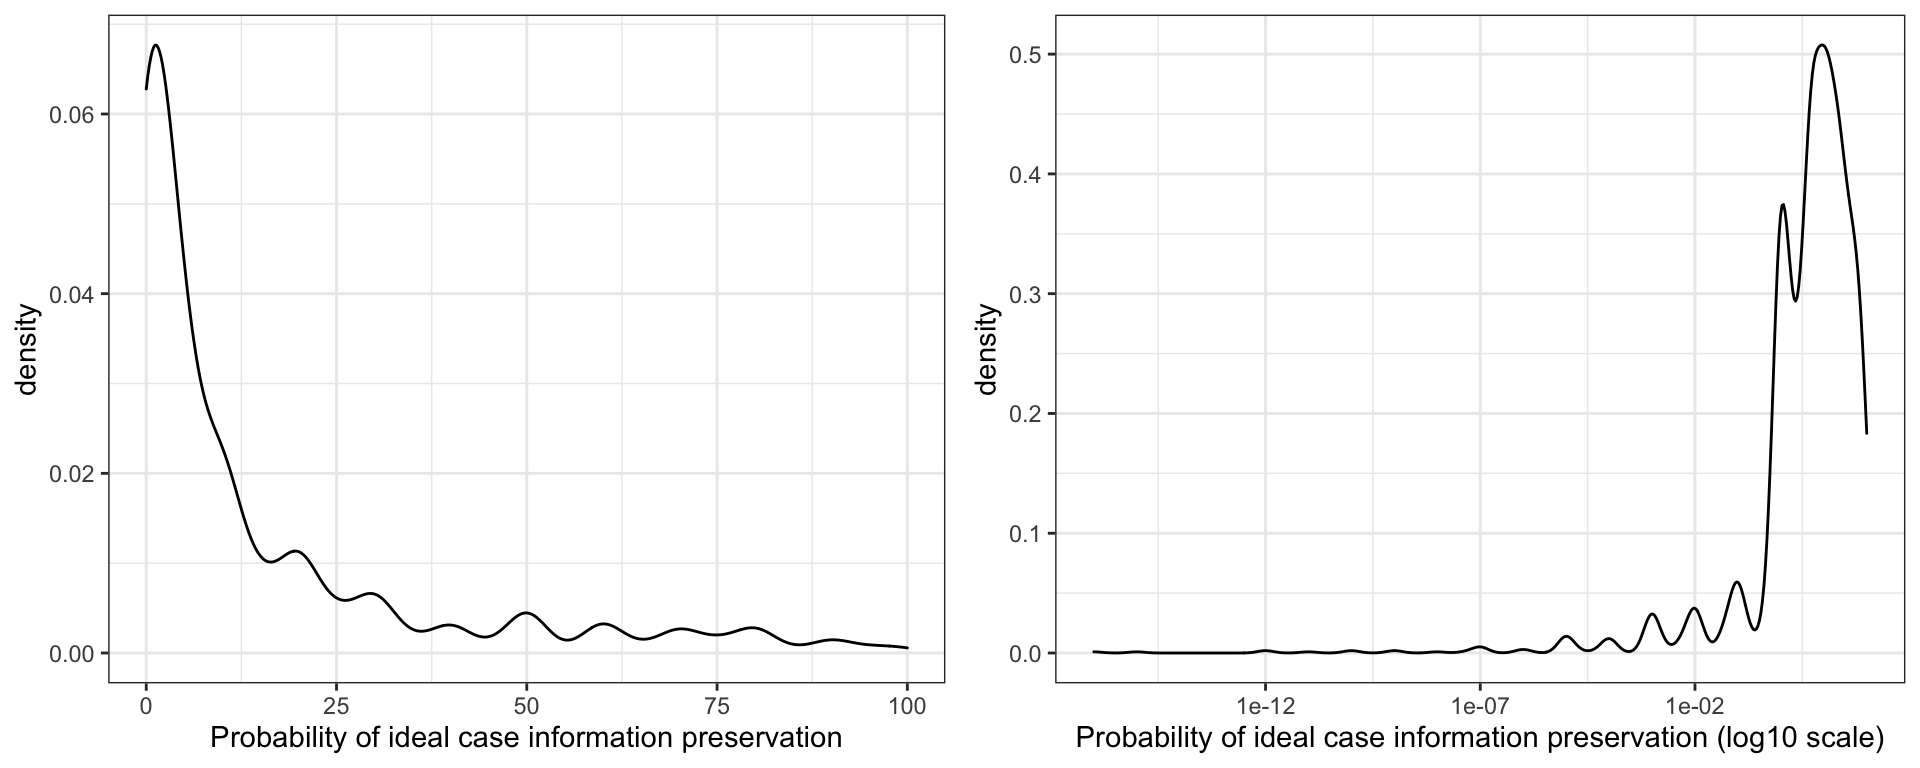 0.06
0.04
0.02
0.00
density
0
25
50
75
100
Probability of ideal case information preservation
0.5
0.4
0.3
0.2
0.1
0.0
density
1e-12
1e-07
1e-02
Probability of ideal case information preservation (log10 scale)